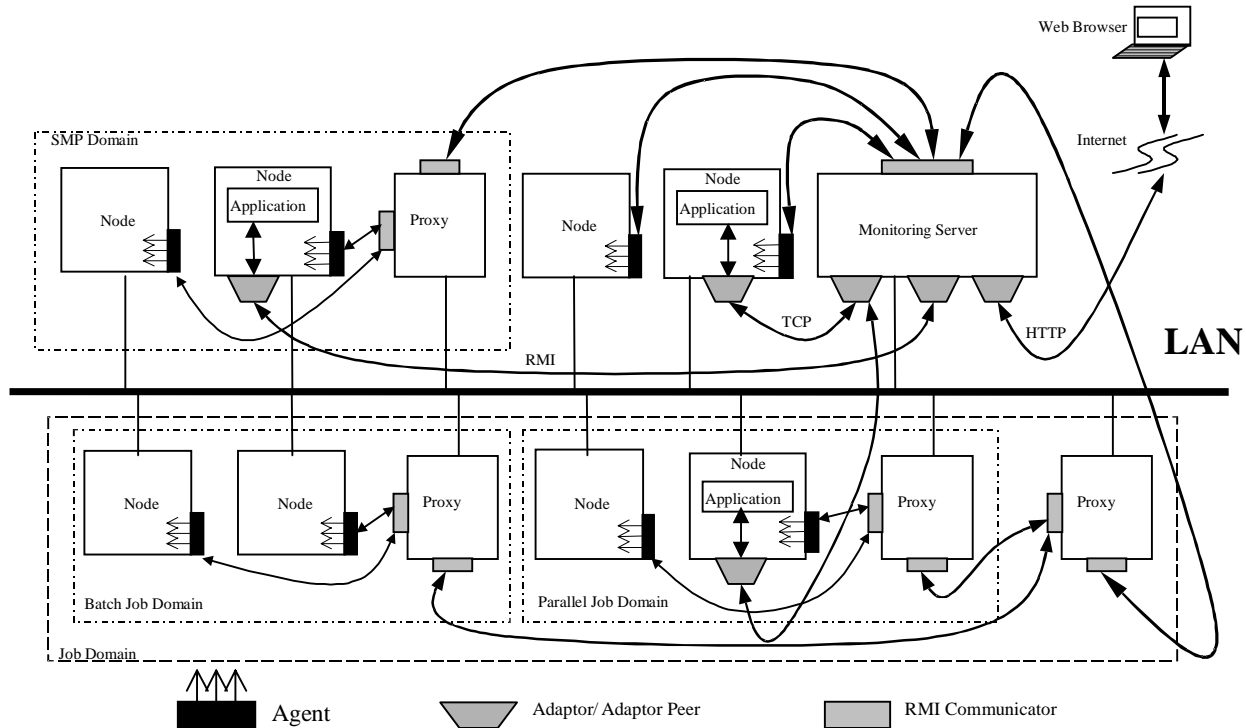 Web Browser
SMP Domain
Internet
Node
Node
Application
Proxy
Node
Node
Application
Monitoring Server
TCP
HTTP
RMI
LAN
Node
Node
Proxy
Node
Node
Application
Proxy
Proxy
Batch Job Domain
Parallel Job Domain
Job Domain
Agent
Adaptor/ Adaptor Peer
RMI Communicator